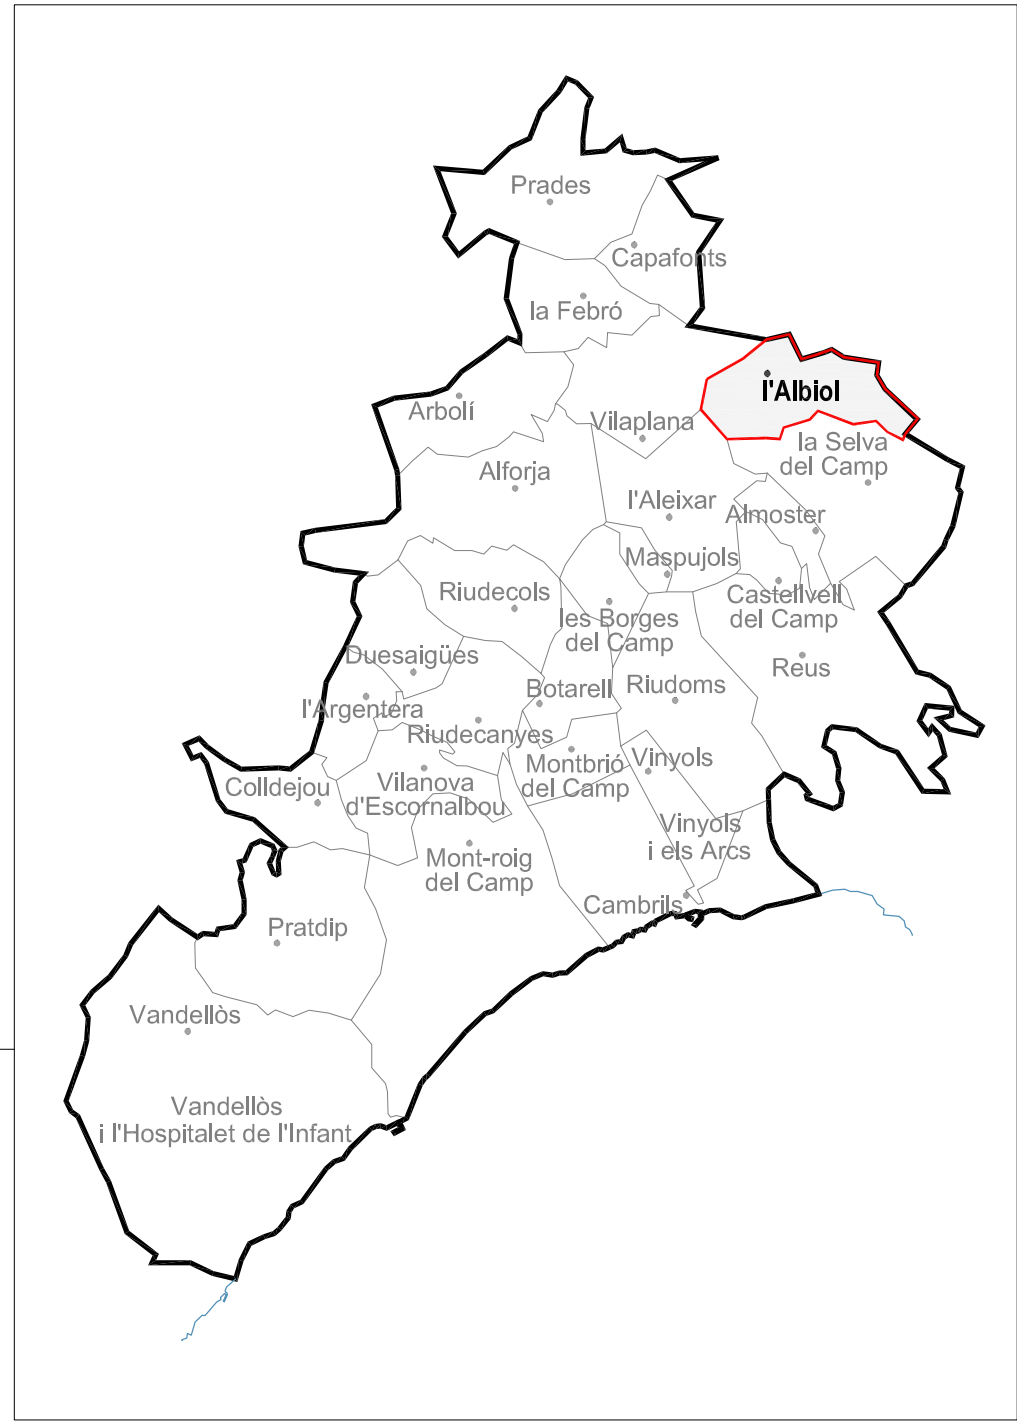 Prades
Capafonts
la Febró
l'Albiol
Arbolí
Vilaplana
la Selva
del Camp
Alforja
l'Aleixar
Almoster
Maspujols
Riudecols
les Borges
del Camp
Castellvell
del Camp
Duesaigües
Reus
l'Argentera
Botarell
Riudoms
Riudecanyes
Colldejou
Vilanova
d'Escornalbou
Montbrió
del Camp
Vinyols
Vinyols
i els Arcs
Mont-roig
del Camp
Cambrils
Pratdip
Vandellòs
Vandellòs
i l'Hospitalet de l'Infant